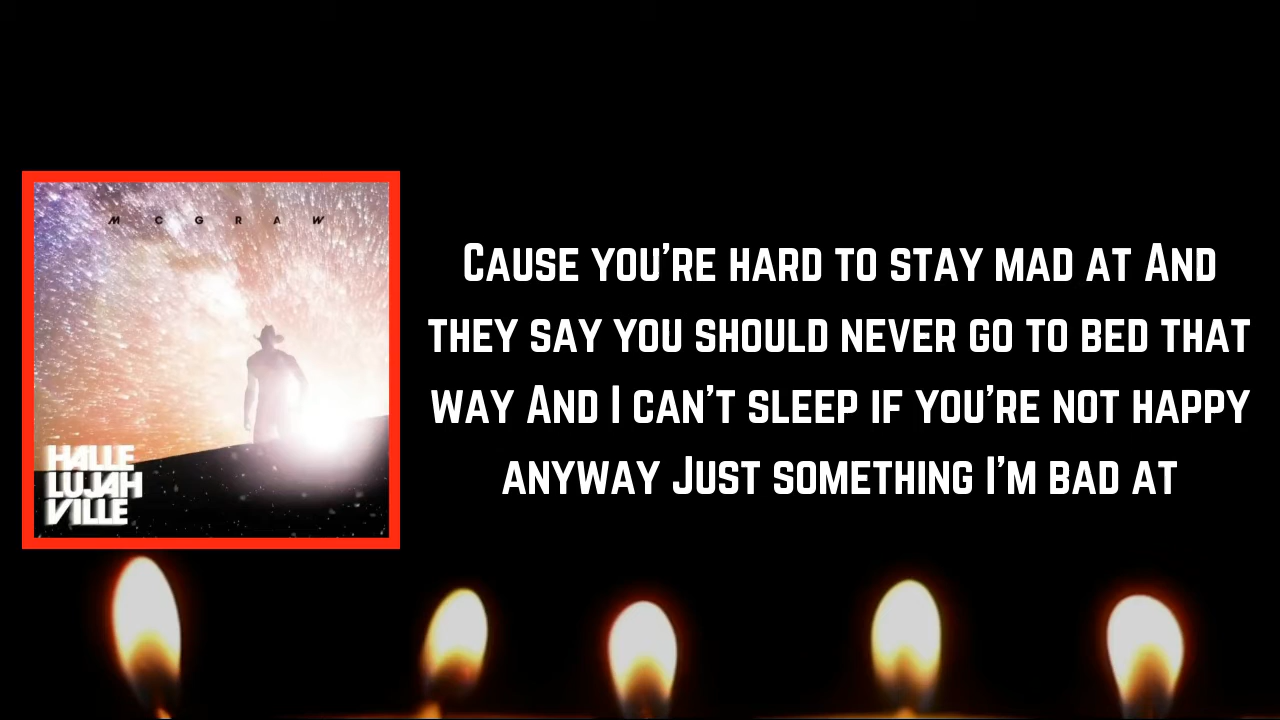 M C G R A W
HALLE
LUJAH
VILLE
Cause you're hard to stay mad at And
they say you should never go to bed that
way And I can't sleep if you're not happy
anyway Just something I'm bad at